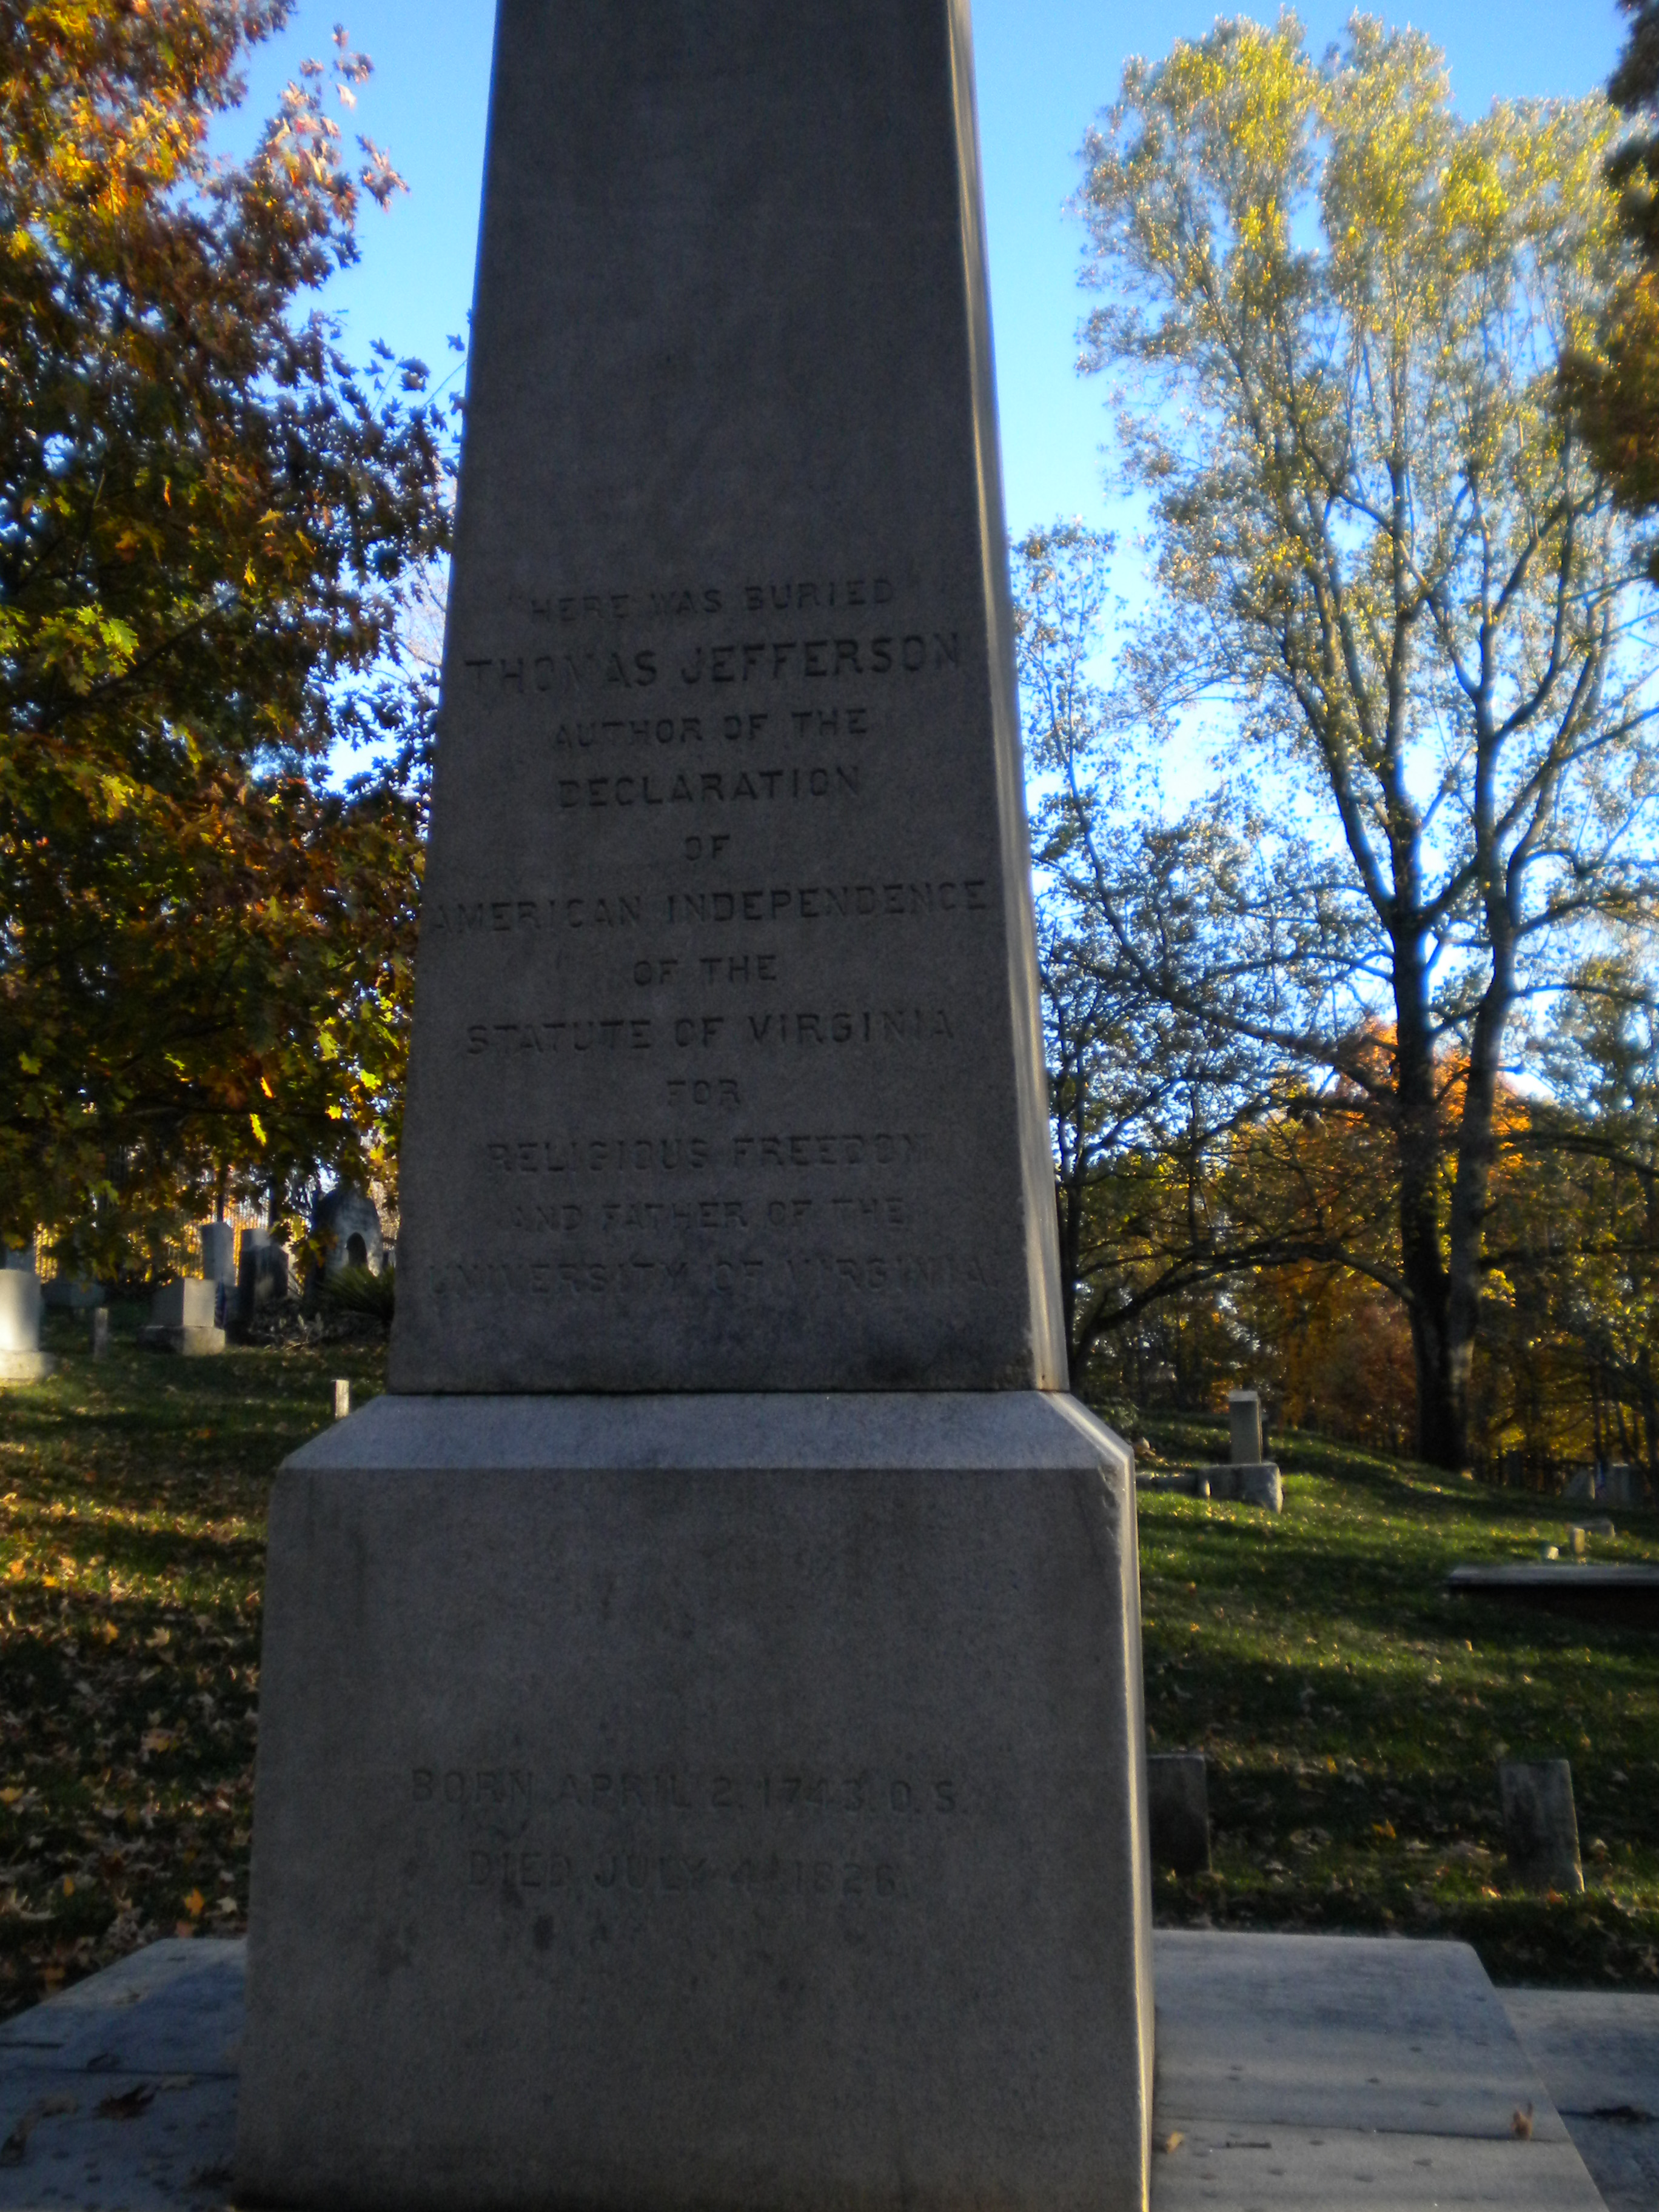 HERE WAS BURIED
THOMAS JEFFERSON
AUTHOR OF THE
DECLARATION
OF
AMERICAN INDEPENDENCE
OF THE
STATUTE OF VIRGINIA
FOR
RELIGIOUS FREEDOM
AND FATHER OF THE
UNIVERSITY OF VIRGINIA
BORN APRIL 2, 1743. O.S.
DIED JULY 4. 1826.